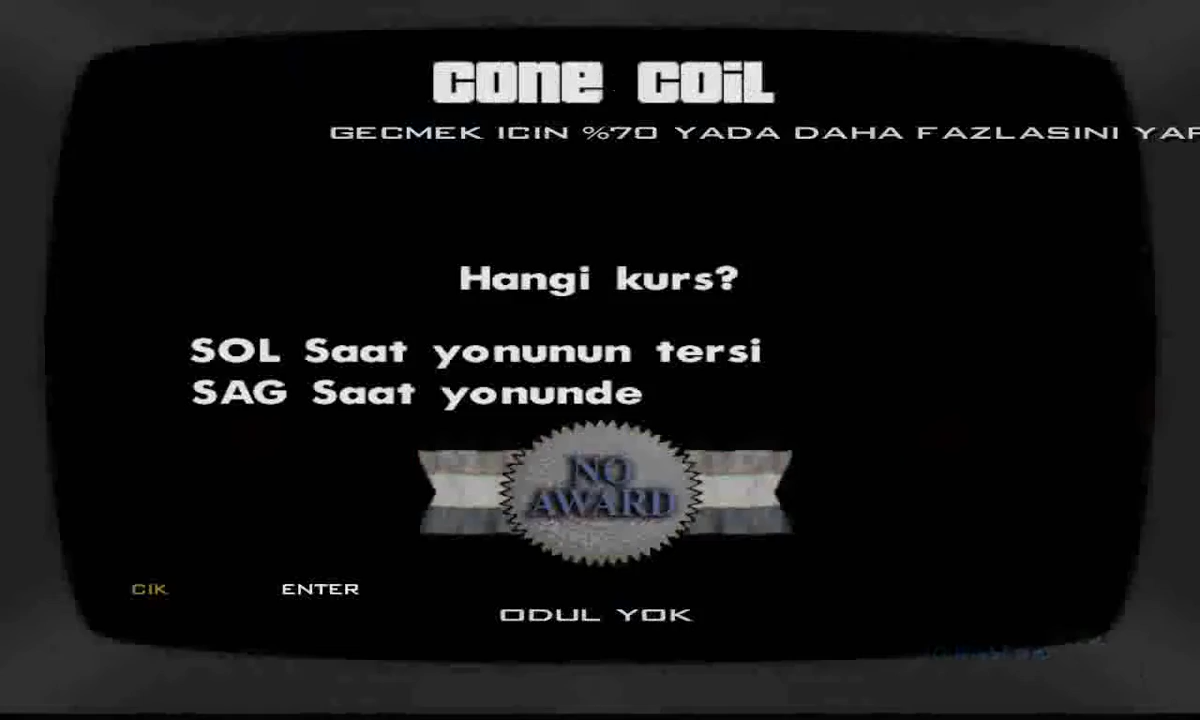 CONE COIL
GECMEK ICIN %70 YADA DAHA FAZLASINI YAP
Hangi kurs?
SOL Saat yonunun tersi
SAG Saat yonunde
NO
AWARD
CIK ENTER
ODUL YOK